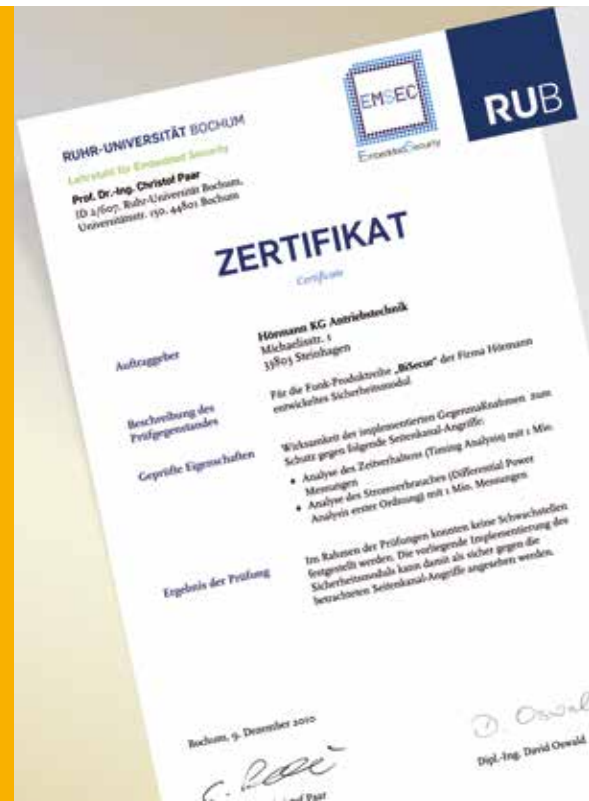 RUHR-UNIVERSITÄT BOCHUM
Lehrstuhl für Embedded Security
Prof. Dr.-Ing. Christof Paar
ID 2/607, Ruhr-Universität Bochum,
Universitätsstr. 150, 44801 Bochum
EMSEC
EmbeddedSecurity
RUB
ZERTIFIKAT
Certificate
Auftraggeber
Hörmann KG Antriebstechnik
Michaelisstr. 1
33803 Steinhagen
Beschreibung des
Prüfgegenstandes
Für die Funk-Produktreihe „BiSecur" der Firma Hörmann
entwickeltes Sicherheitsmodul
Geprüfte Eigenschaften
Wirksamkeit der implementierten Gegenmaßnahmen zum
Schutz gegen folgende Seitenkanal-Angriffe:
• Analyse des Zeitverhaltens (Timing Analysis) mit 1 Mio.
Messungen
• Analyse des Stromverbrauches (Differential Power
Analysis erster Ordnung) mit 1 Mio. Messungen
Ergebnis der Prüfung
Im Rahmen der Prüfungen konnten keine Schwachstellen
festgestellt werden. Die vorliegende Implementierung des
Sicherheitsmoduls kann damit als sicher gegen die
betrachteten Seitenkanal-Angriffe angesehen werden.
Bochum, 9. Dezember 2010
D. Oswald
Dipl.-Ing. David Oswald
Paar